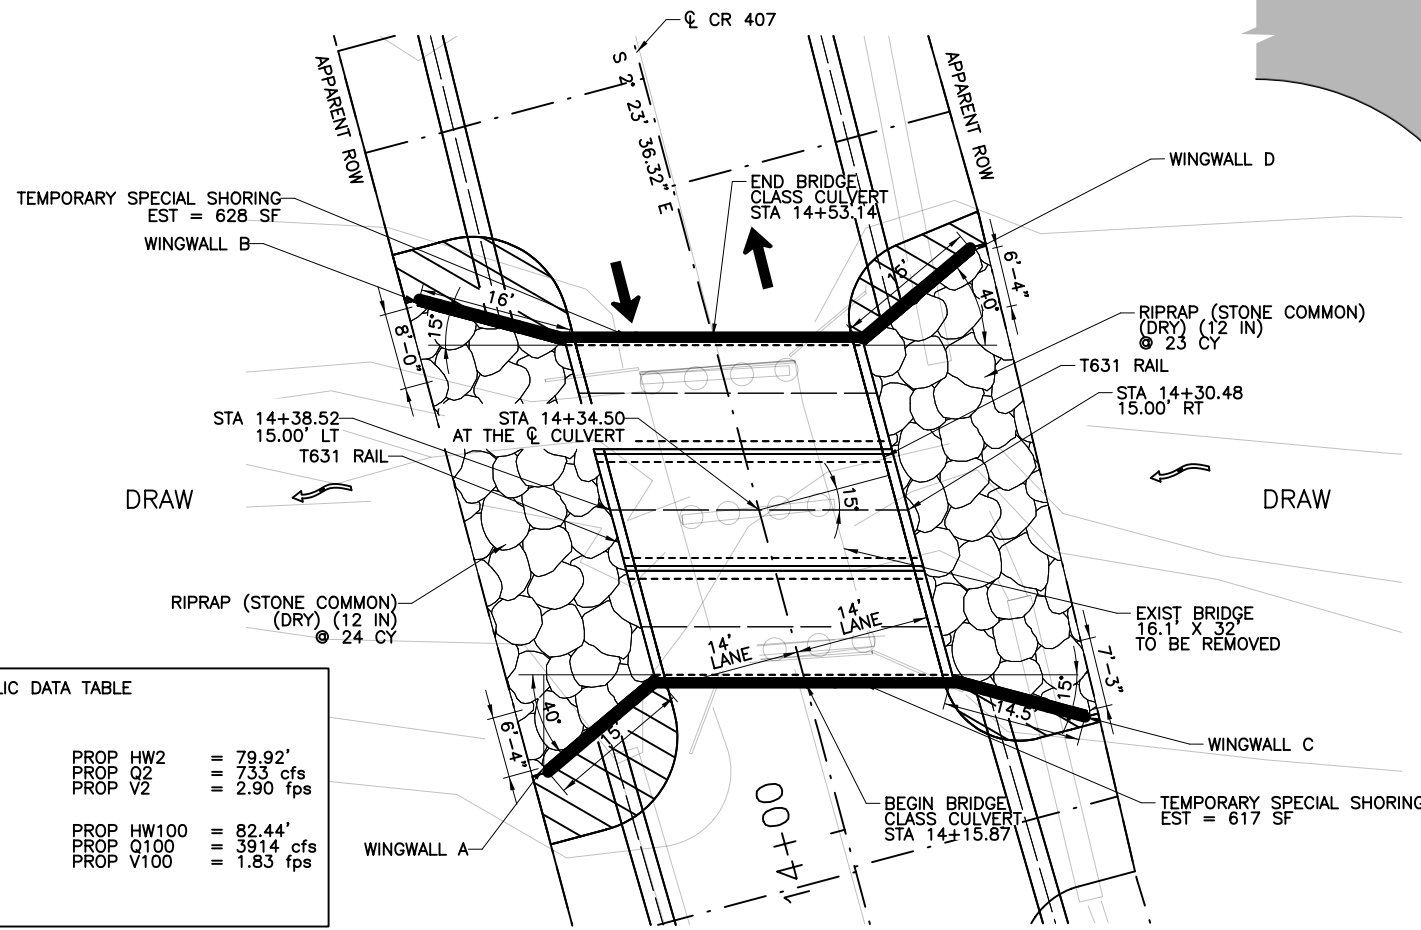 ℄ CR 407
S 2° 23' 36.32" E
APPARENT ROW
APPARENT ROW
WINGWALL D
TEMPORARY SPECIAL SHORING
EST = 628 SF
WINGWALL B
END BRIDGE
CLASS CULVERT
STA 14+53.14
16'
15°
8'-0"
16'
6'-4"
40°
RIPRAP (STONE COMMON)
(DRY) (12 IN)
@ 23 CY
T631 RAIL
STA 14+30.48
15.00' RT
STA 14+38.52
15.00' LT
STA 14+34.50
AT THE ℄ CULVERT
T631 RAIL
15°
DRAW
DRAW
RIPRAP (STONE COMMON)
(DRY) (12 IN)
@ 24 CY
14'
LANE
14'
LANE
EXIST BRIDGE
16.1' X 32'
TO BE REMOVED
7'-3"
15°
14.5'
40°
15'
6'-4"
WINGWALL C
LIC DATA TABLE
PROP HW2 = 79.92'
PROP Q2 = 733 cfs
PROP V2 = 2.90 fps
PROP HW100 = 82.44'
PROP Q100 = 3914 cfs
PROP V100 = 1.83 fps
WINGWALL A
14+00
BEGIN BRIDGE
CLASS CULVERT
STA 14+15.87
TEMPORARY SPECIAL SHORING
EST = 617 SF